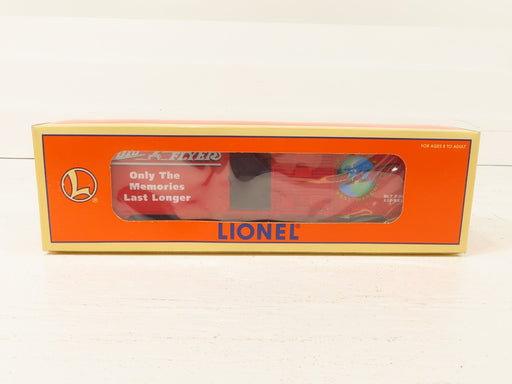 FOR AGES 8 TO ADULT
FLYERS
Only The
Memories
Last Longer
L
LIONEL